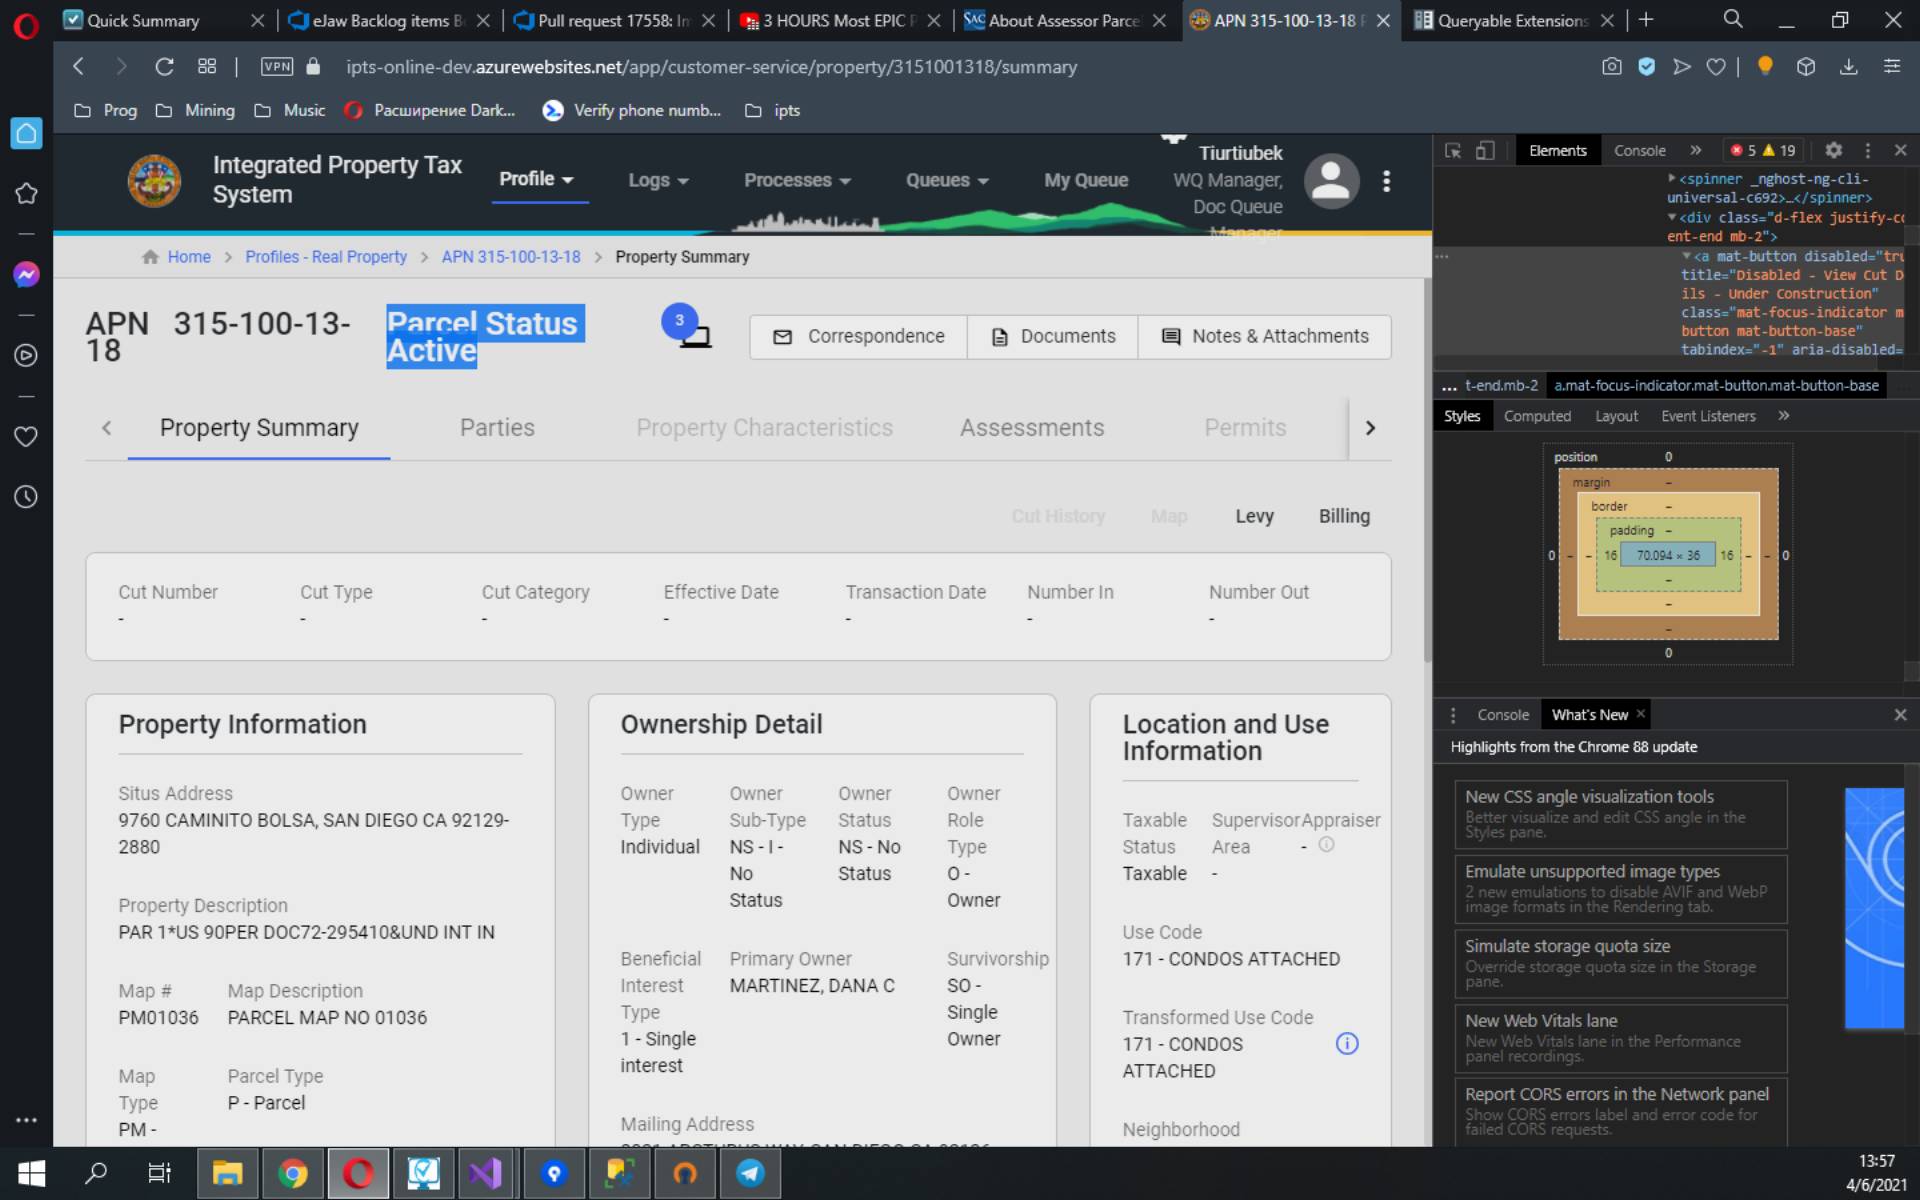 Quick Summary
eJaw Backlog items B
Pull request 17558: Im
3 HOURS Most EPIC P
SAC About Assessor Parce
APN 315-100-13-18 P
Queryable Extensions
VPN ipts-online-dev.azurewebsites.net/app/customer-service/property/3151001318/summary
Prog
Mining
Music
Расширение Dark...
Verify phone numb...
ipts
Integrated Property Tax
System
Profile
Logs
Processes
Queues
My Queue
Tiurtiubek
WQ Manager,
Doc Queue
Manager
Home > Profiles - Real Property > APN 315-100-13-18 > Property Summary
APN 315-100-13-
18
Parcel Status
Active
3
Correspondence
Documents
Notes & Attachments
Property Summary
Parties
Property Characteristics
Assessments
Permits
Cut History
Map
Levy
Billing
Cut Number
-
Cut Type
-
Cut Category
-
Effective Date
-
Transaction Date
-
Number In
-
Number Out
-
Property Information
Situs Address
9760 CAMINITO BOLSA, SAN DIEGO CA 92129-
2880
Property Description
PAR 1*US 90PER DOC72-295410&UND INT IN
Map #
PM01036
Map Description
PARCEL MAP NO 01036
Map
Type
PM -
Parcel Type
P - Parcel
Ownership Detail
Owner
Type
Individual
Owner
Sub-Type
NS - I -
No
Status
Owner
Status
NS - No
Status
Owner
Role
Type
O -
Owner
Beneficial
Interest
Type
1 - Single
interest
Primary Owner
MARTINEZ, DANA C
Survivorship
SO -
Single
Owner
Mailing Address
Location and Use
Information
Taxable
Status
Taxable
Supervisor
Area
-
Appraiser
-
Use Code
171 - CONDOS ATTACHED
Transformed Use Code
171 - CONDOS
ATTACHED
Neighborhood
Elements
Console
»
5
19
<spinner _nghost-ng-cli-
universal-c692>…</spinner>
<div class="d-flex justify-co
ent-end mb-2">
...
<a mat-button disabled="tru
title="Disabled - View Cut D
ils - Under Construction"
class="mat-focus-indicator m
button mat-button-base"
tabindex="-1" aria-disabled=
... t-end.mb-2 a.mat-focus-indicator.mat-button.mat-button-base
Styles
Computed
Layout
Event Listeners
»
position 0
margin -
border -
padding -
0 - - 16 70.094 × 36 16 - - 0
-
-
-
0
Console
What's New
Highlights from the Chrome 88 update
New CSS angle visualization tools
Better visualize and edit CSS angle in the
Styles pane.
Emulate unsupported image types
2 new emulations to disable AVIF and WebP
image formats in the Rendering tab.
Simulate storage quota size
Override storage quota size in the Storage
pane.
New Web Vitals lane
New Web Vitals lane in the Performance
panel recordings.
Report CORS errors in the Network panel
Show CORS errors label and error code for
failed CORS requests.
13:57
4/6/2021